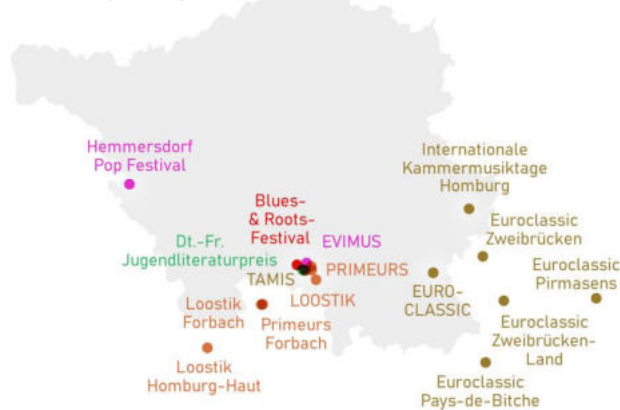 Hemmersdorf
Pop Festival
Internationale
Kammermusiktage
Homburg
Blues-
& Roots-
Festival
Euroclassic
Zweibrücken
Dt.-Fr.
Jugendliteraturpreis
EVIMUS
TAMIS
PRIMEURS
LOOSTIK
EURO-
CLASSIC
Euroclassic
Pirmasens
Loostik
Forbach
Primeurs
Forbach
Euroclassic
Zweibrücken-
Land
Loostik
Homburg-Haut
Euroclassic
Pays-de-Bitche